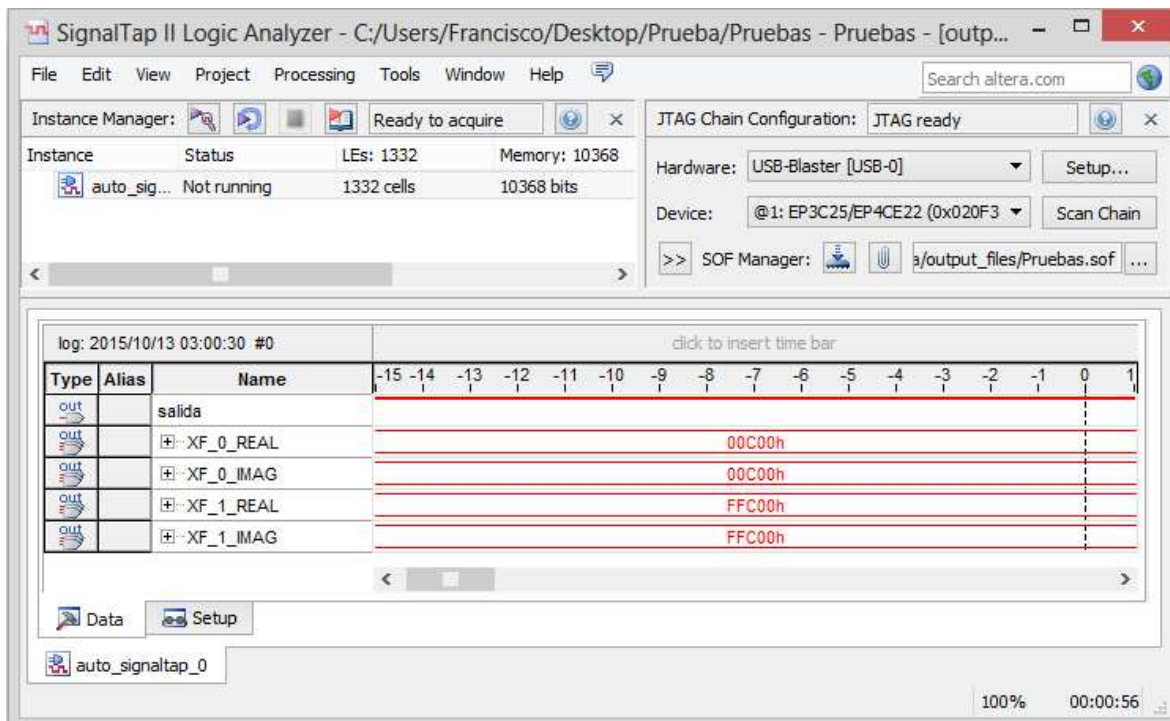 SignalTap II Logic Analyzer - C:/Users/Francisco/Desktop/Prueba/Pruebas - Pruebas - [outp...
File Edit View Project Processing Tools Window Help
Search altera.com
Instance Manager: Ready to acquire
JTAG Chain Configuration: JTAG ready
Instance Status LEs: 1332 Memory: 10368
auto_sig... Not running 1332 cells 10368 bits
Hardware: USB-Blaster [USB-0] Setup...
Device: @1: EP3C25/EP4CE22 (0x020F3 Scan Chain
>> SOF Manager: a/output_files/Pruebas.sof ...
log: 2015/10/13 03:00:30 #0
click to insert time bar
Type Alias Name -15 -14 -13 -12 -11 -10 -9 -8 -7 -6 -5 -4 -3 -2 -1 0 1
out salida
out XF_0_REAL 00C00h
out XF_0_IMAG 00C00h
out XF_1_REAL FFC00h
out XF_1_IMAG FFC00h
Data Setup
auto_signaltap_0
100% 00:00:56